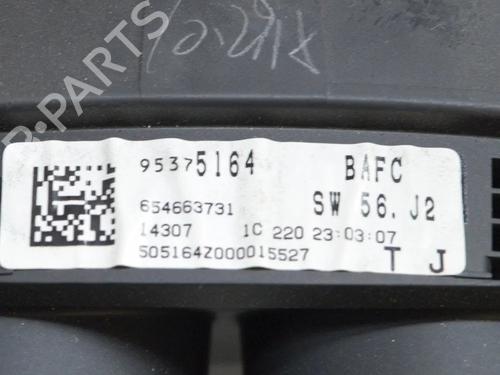 B-PARTS
95375164 BAFC
654663731 SW 56. J2
14307 1C 220 23:03:07
505164Z000015527 T J